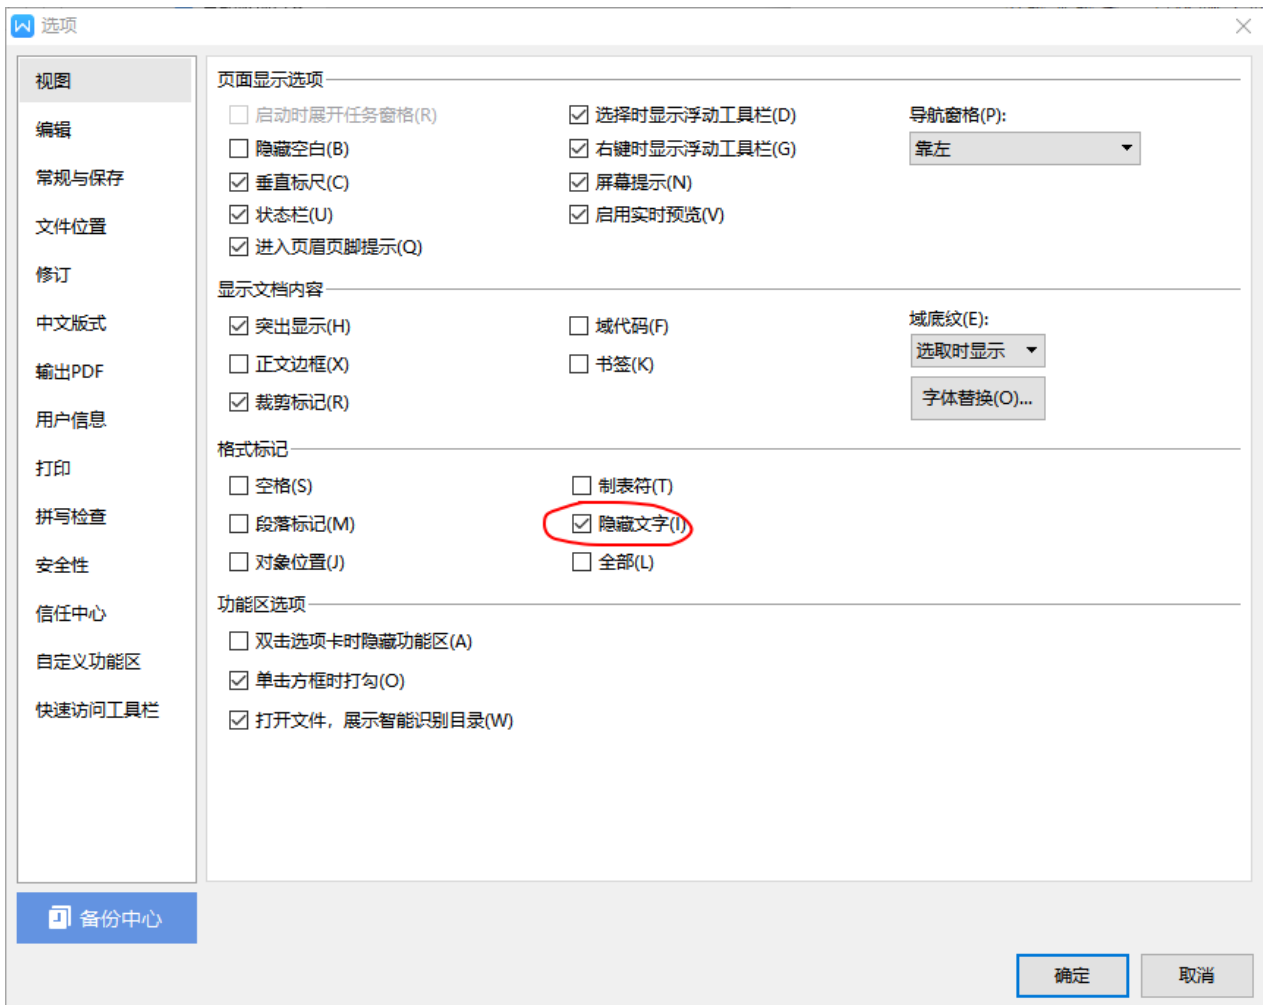 选项
视图
编辑
常规与保存
文件位置
修订
中文版式
输出PDF
用户信息
打印
拼写检查
安全性
信任中心
自定义功能区
快速访问工具栏
备份中心
页面显示选项
启动时展开任务窗格(R)
选择时显示浮动工具栏(D)
导航窗格(P):
隐藏空白(B)
右键时显示浮动工具栏(G)
靠左
垂直标尺(C)
屏幕提示(N)
状态栏(U)
启用实时预览(V)
进入页眉页脚提示(Q)
显示文档内容
突出显示(H)
域代码(F)
域底纹(E):
正文边框(X)
书签(K)
选取时显示
裁剪标记(R)
字体替换(O)...
格式标记
空格(S)
制表符(T)
段落标记(M)
隐藏文字(I)
对象位置(J)
全部(L)
功能区选项
双击选项卡时隐藏功能区(A)
单击方框时打勾(O)
打开文件，展示智能识别目录(W)
确定
取消